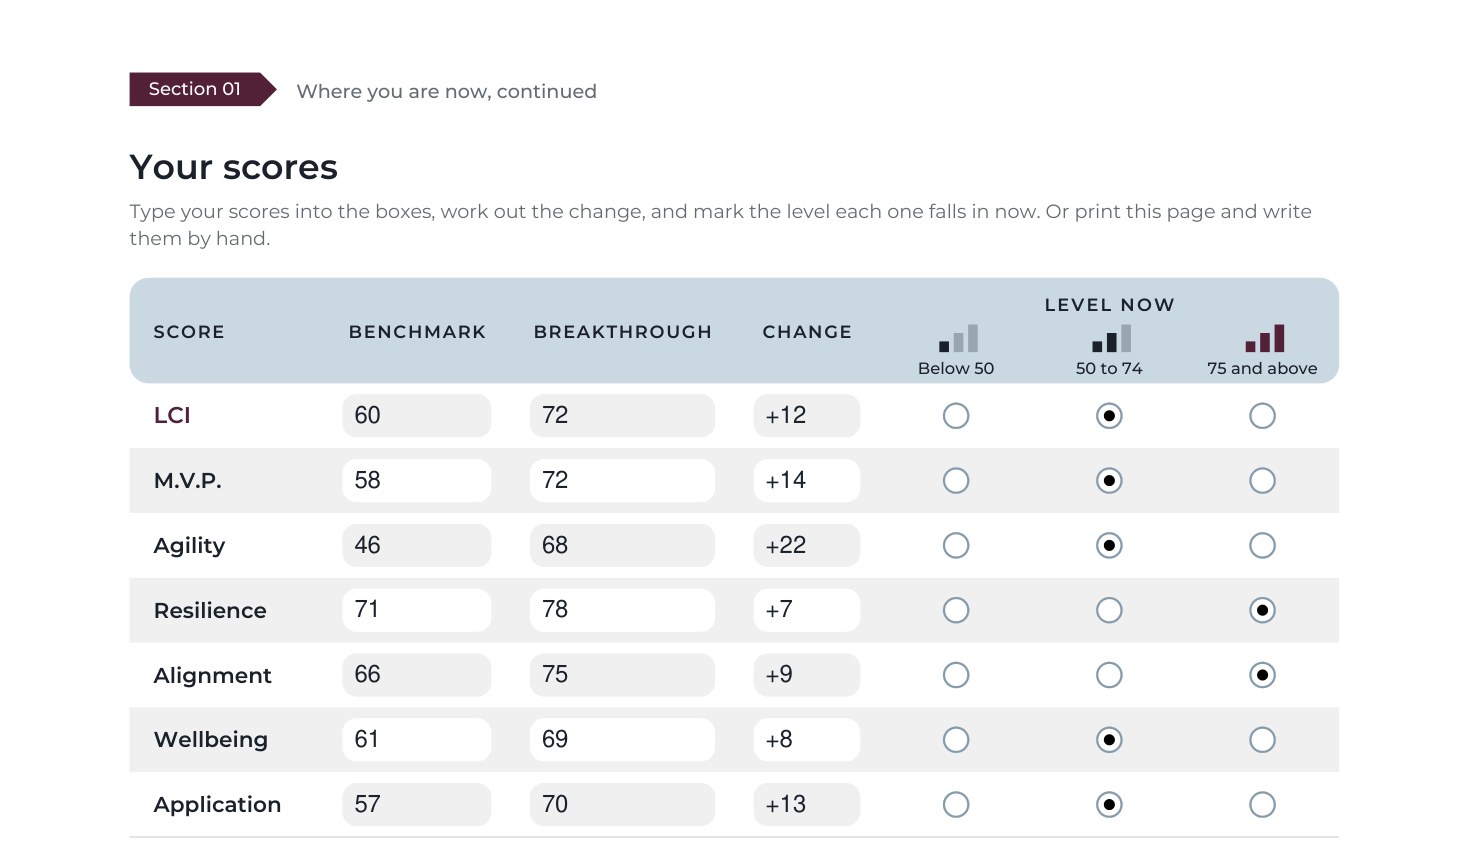 Section 01
Where you are now, continued
Your scores
Type your scores into the boxes, work out the change, and mark the level each one falls in now. Or print this page and write
them by hand.
LEVEL NOW
SCORE BENCHMARK BREAKTHROUGH CHANGE
Below 50 50 to 74 75 and above
LCI 60 72 +12
M.V.P. 58 72 +14
Agility 46 68 +22
Resilience 71 78 +7
Alignment 66 75 +9
Wellbeing 61 69 +8
Application 57 70 +13